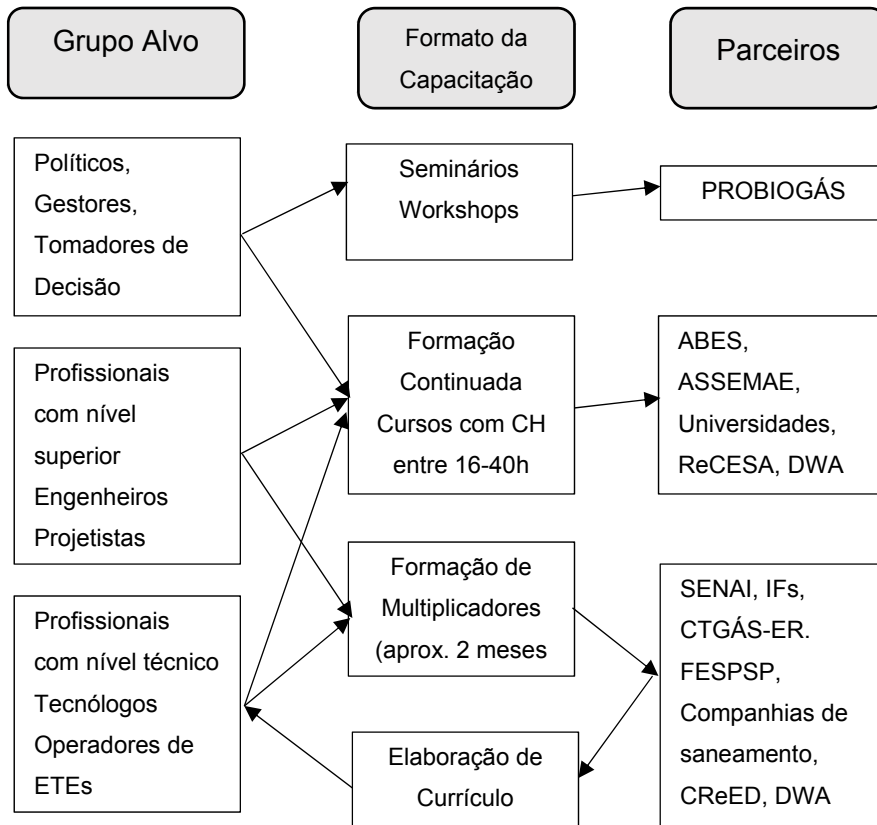 Grupo Alvo
Formato da
Capacitação
Parceiros
Políticos,
Gestores,
Tomadores de
Decisão
Seminários
Workshops
PROBIOGÁS
Profissionais
com nível
superior
Engenheiros
Projetistas
Formação
Continuada
Cursos com CH
entre 16-40h
ABES,
ASSEMAE,
Universidades,
ReCESA, DWA
Profissionais
com nível técnico
Tecnólogos
Operadores de
ETEs
Formação de
Multiplicadores
(aprox. 2 meses
Elaboração de
Currículo
SENAI, IFs,
CTGÁS-ER.
FESPSP,
Companhias de
saneamento,
CReED, DWA